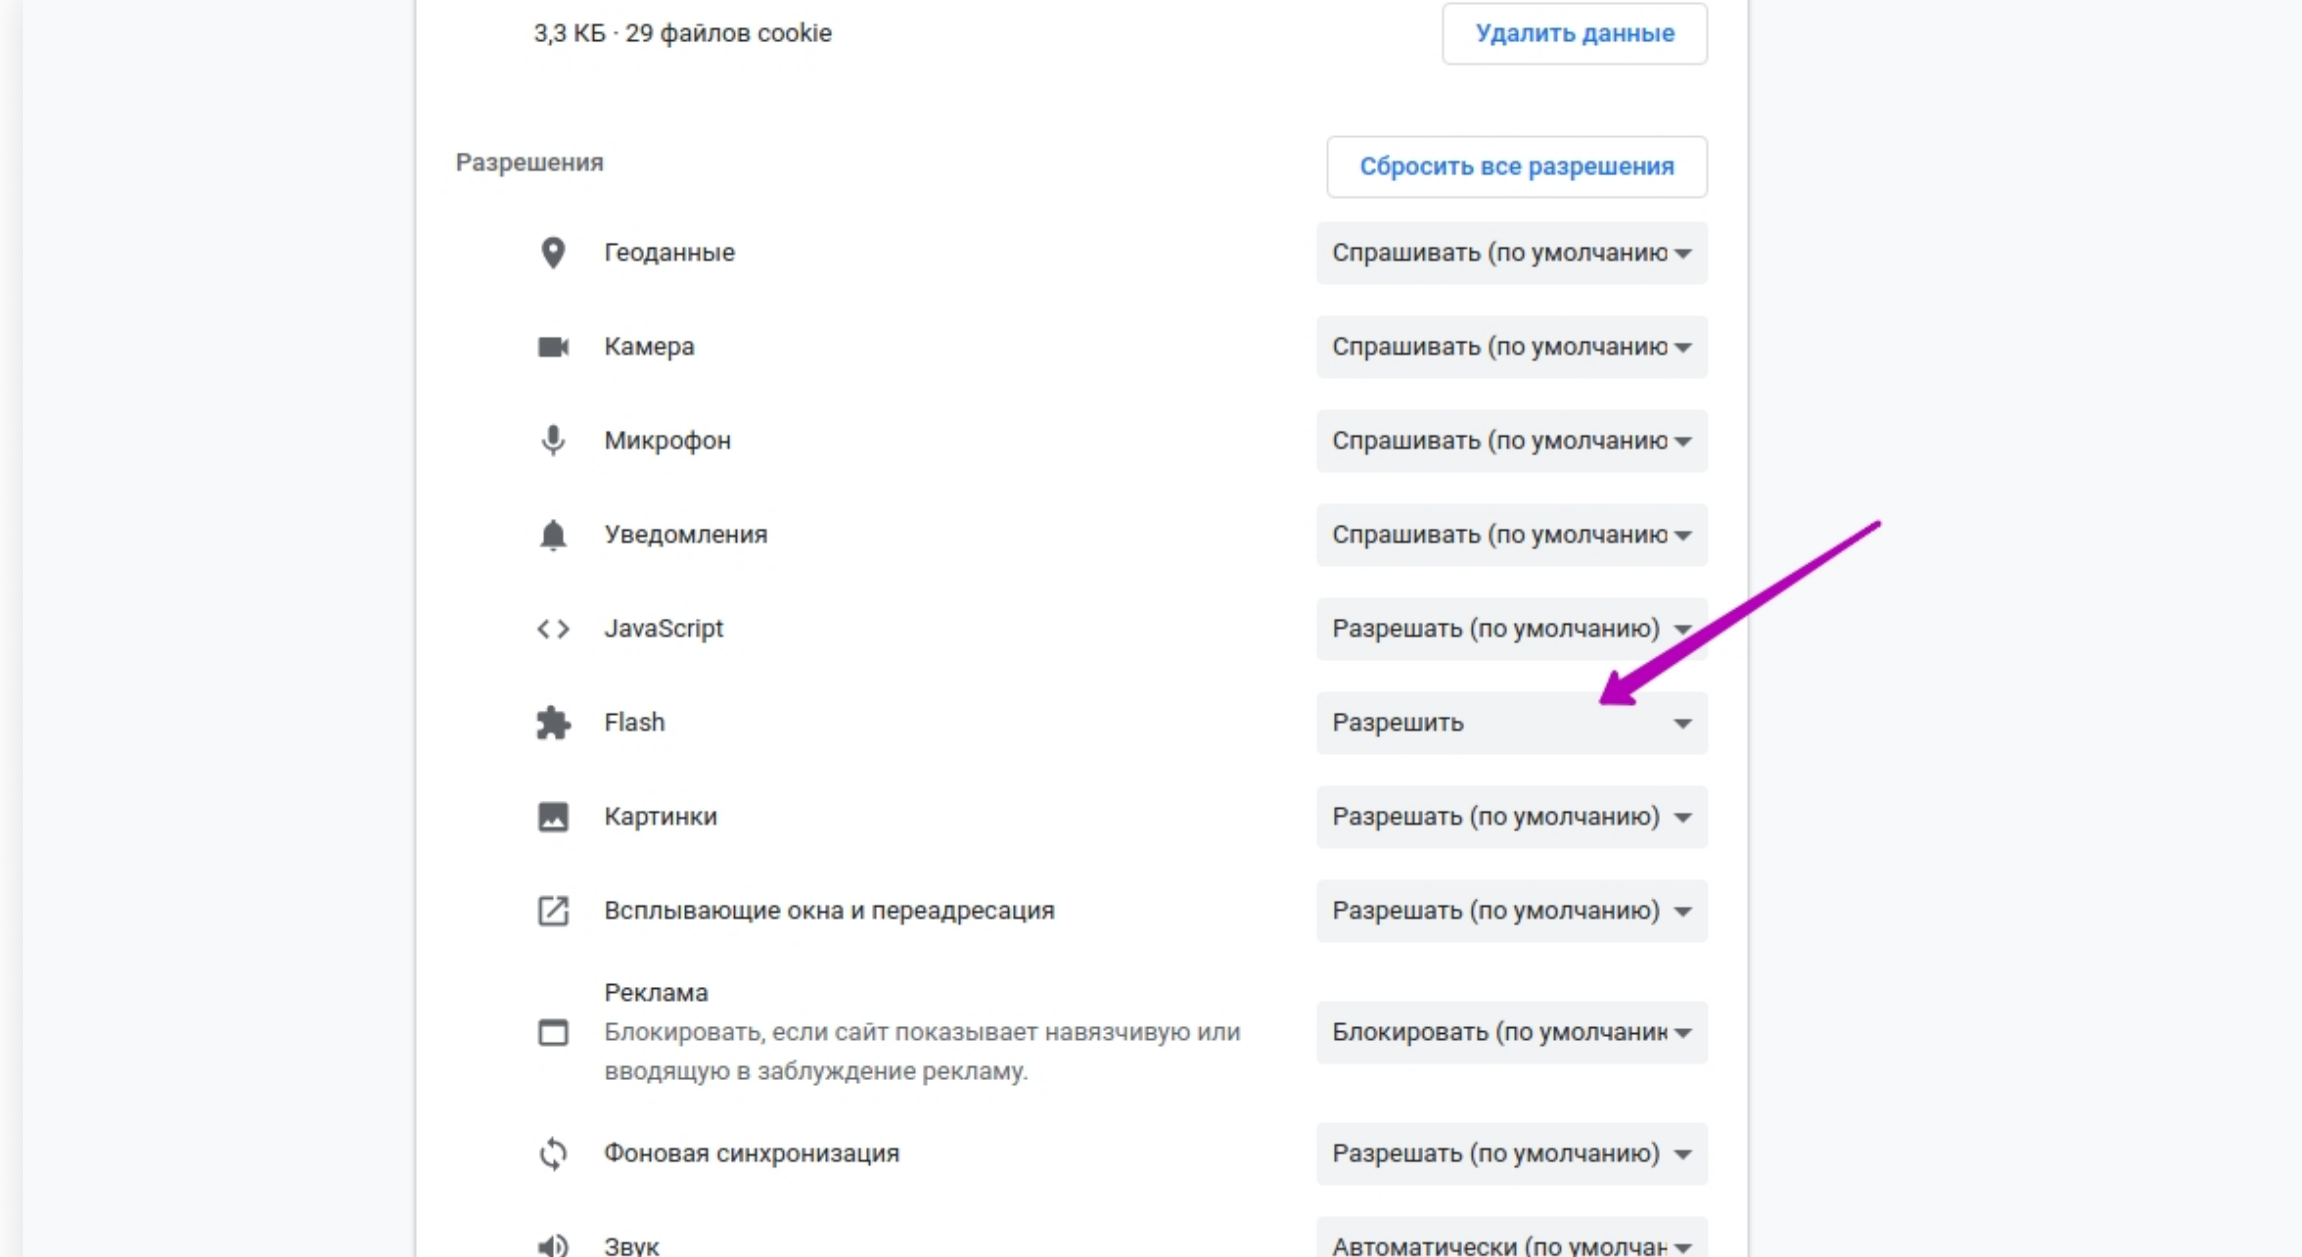 3,3 КБ · 29 файлов cookie
Удалить данные
Разрешения
Сбросить все разрешения
Геоданные
Спрашивать (по умолчанию
Камера
Спрашивать (по умолчанию
Микрофон
Спрашивать (по умолчанию
Уведомления
Спрашивать (по умолчанию
JavaScript
Разрешать (по умолчанию)
Flash
Разрешить
Картинки
Разрешать (по умолчанию)
Всплывающие окна и переадресация
Разрешать (по умолчанию)
Реклама
Блокировать, если сайт показывает навязчивую или
вводящую в заблуждение рекламу.
Блокировать (по умолчани
Фоновая синхронизация
Разрешать (по умолчанию)
Звук
Автоматически (по умолчан